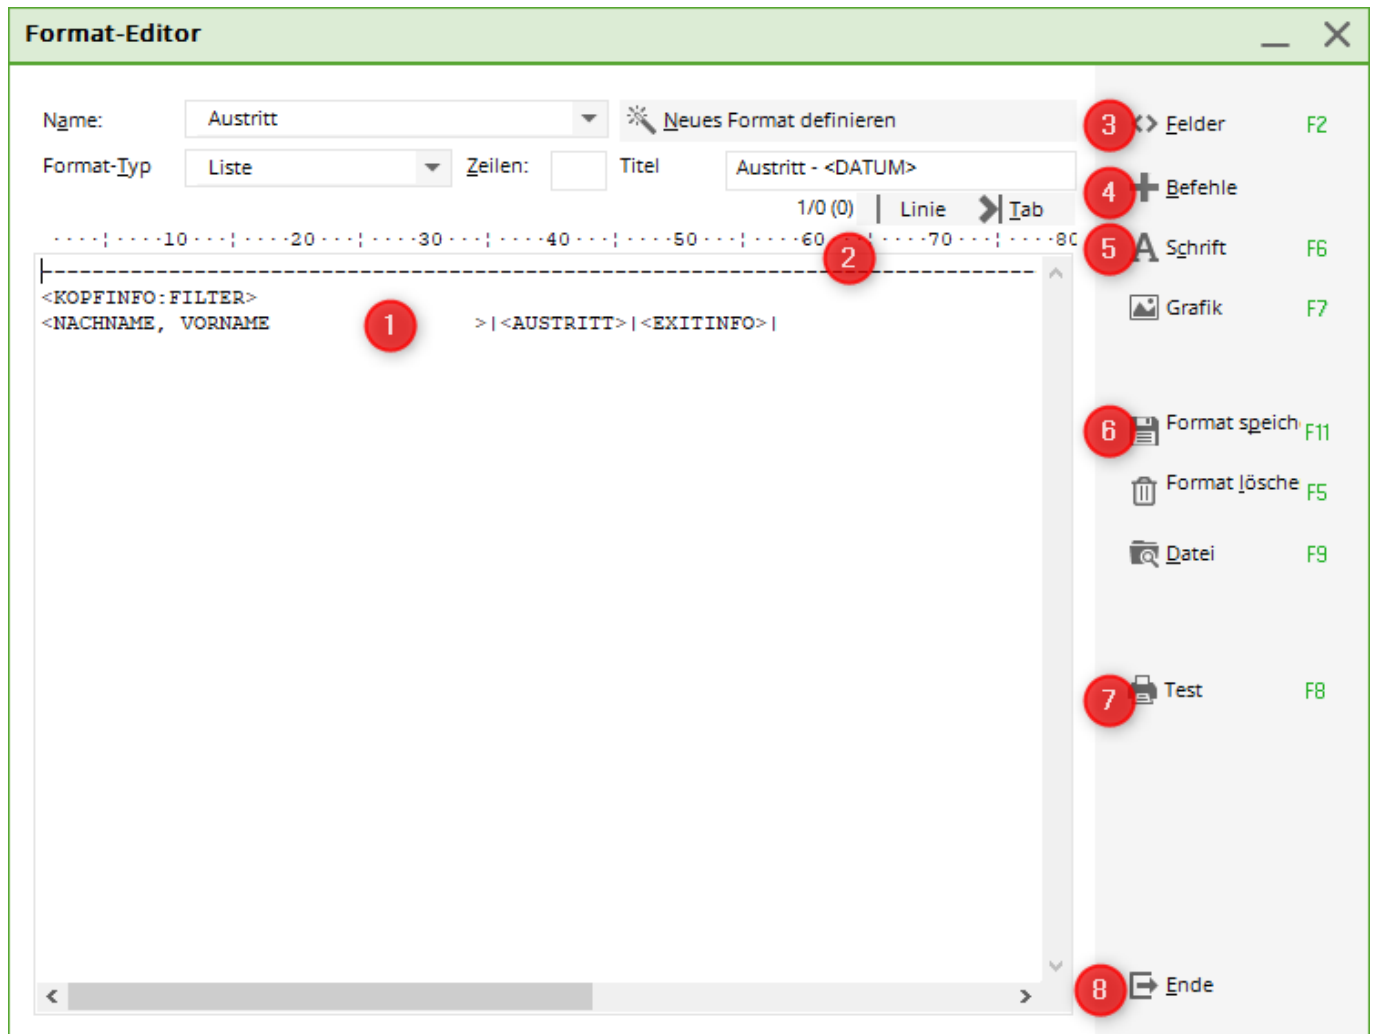 Format-Editor
Name: Austritt Neues Format definieren
Format-Typ Liste Zeilen: Titel Austritt - <DATUM>
1/0 (0) Linie Tab
····¦····10···¦····20···¦····30···¦····40···¦····50···¦····60···¦····70···¦····80
2
--------------------------------------------------------------------------------
<KOPFINFO:FILTER>
<NACHNAME, VORNAME                >|<AUSTRITT>|<EXITINFO>|
1
3 Felder F2
4 Befehle
5 Schrift F6
Grafik F7
6 Format speich F11
Format lösche F5
Datei F9
7 Test F8
8 Ende